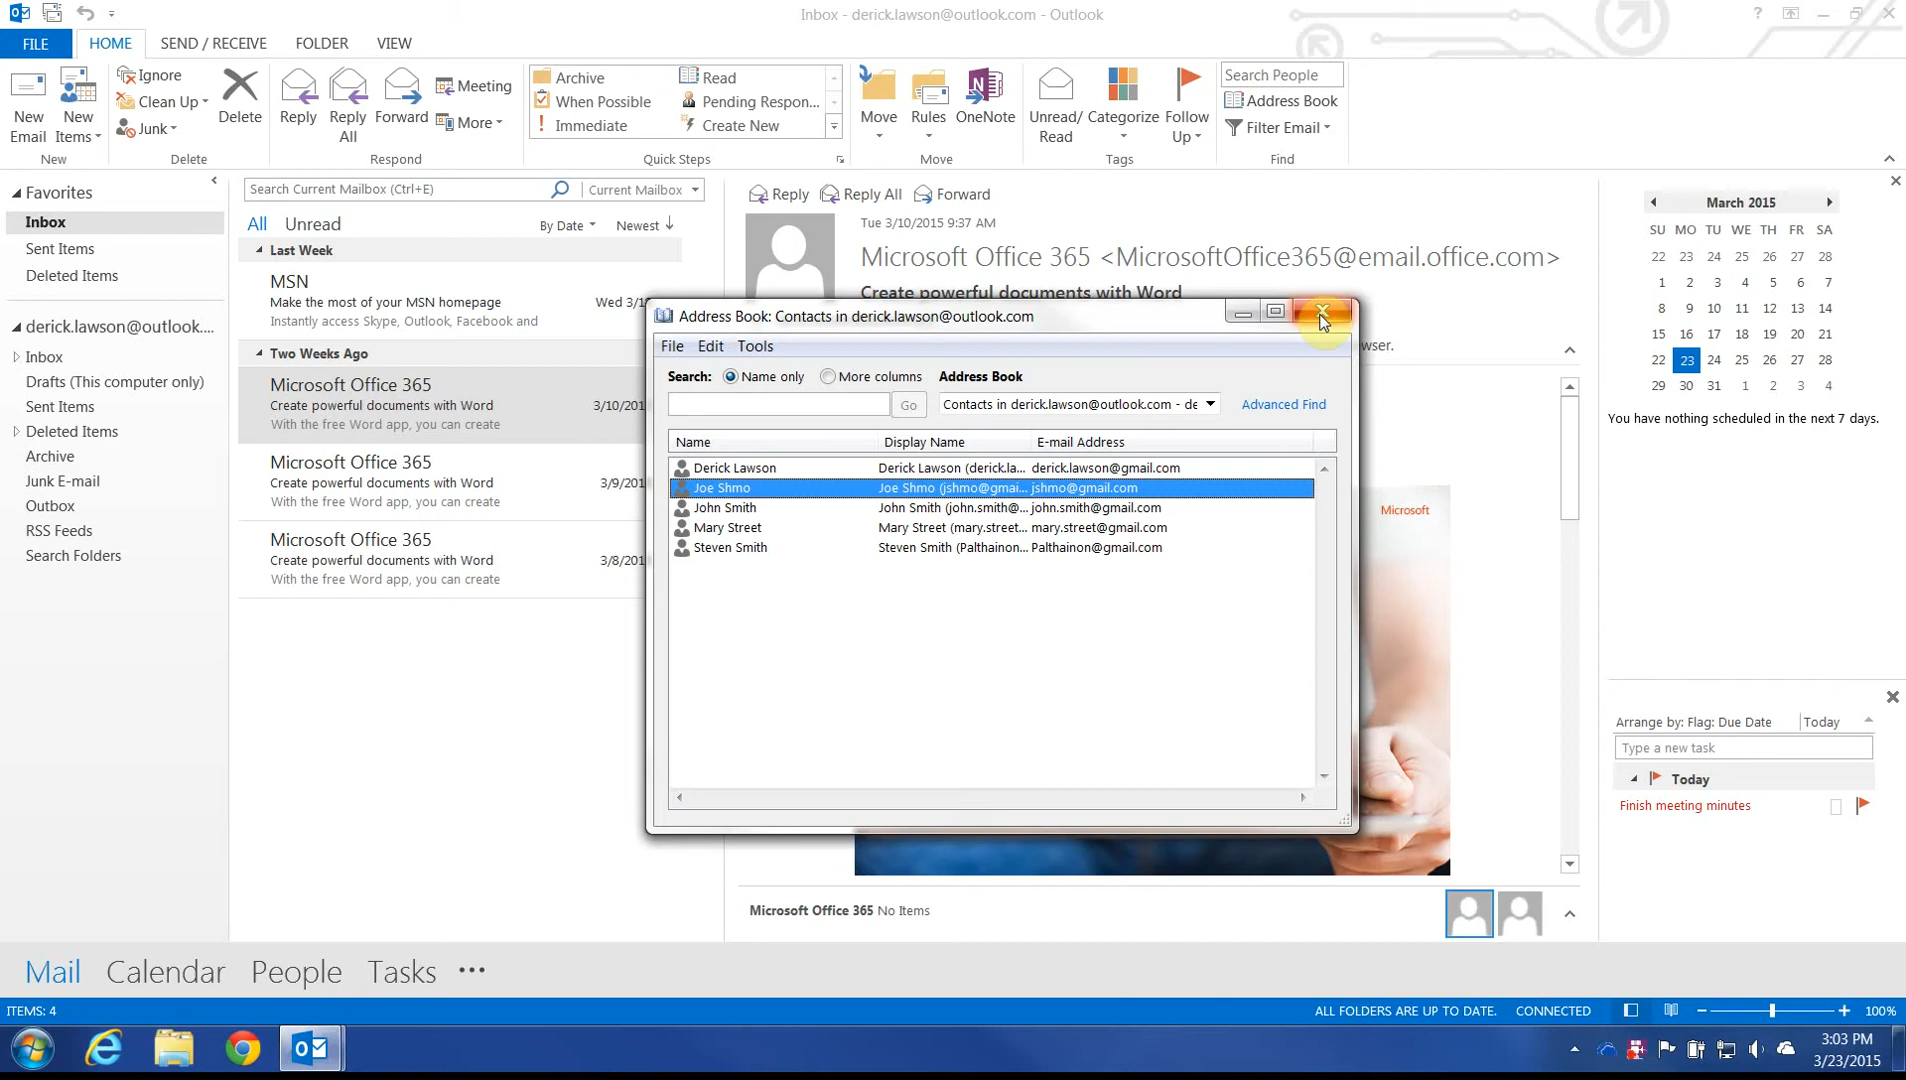 Inbox - derick.lawson@outlook.com - Outlook
FILE HOME SEND / RECEIVE FOLDER VIEW
New Email
New Items
Ignore
Clean Up
Junk
Delete
Reply
Reply All
Forward
Meeting
More
Archive
When Possible
Immediate
Read
Pending Respon...
Create New
Move
Rules
OneNote
Unread/ Read
Categorize
Follow Up
Search People
Address Book
Filter Email
New
Delete
Respond
Quick Steps
Move
Tags
Find
Favorites
Inbox
Sent Items
Deleted Items
derick.lawson@outlook....
Inbox
Drafts (This computer only)
Sent Items
Deleted Items
Archive
Junk E-mail
Outbox
RSS Feeds
Search Folders
Search Current Mailbox (Ctrl+E)
Current Mailbox
All Unread
By Date Newest
Last Week
MSN
Make the most of your MSN homepage Wed 3/1
Instantly access Skype, Outlook, Facebook and
Two Weeks Ago
Microsoft Office 365
Create powerful documents with Word 3/10/201
With the free Word app, you can create
Microsoft Office 365
Create powerful documents with Word 3/9/201
With the free Word app, you can create
Microsoft Office 365
Create powerful documents with Word 3/8/201
With the free Word app, you can create
Reply Reply All Forward
Tue 3/10/2015 9:37 AM
Microsoft Office 365 <MicrosoftOffice365@email.office.com>
Create powerful documents with Word
wser.
Microsoft
Address Book: Contacts in derick.lawson@outlook.com
File Edit Tools
Search: Name only More columns Address Book
Go Contacts in derick.lawson@outlook.com - de Advanced Find
Name Display Name E-mail Address
Derick Lawson Derick Lawson (derick.la... derick.lawson@gmail.com
Joe Shmo Joe Shmo (jshmo@gmai... jshmo@gmail.com
John Smith John Smith (john.smith@... john.smith@gmail.com
Mary Street Mary Street (mary.street... mary.street@gmail.com
Steven Smith Steven Smith (Palthainon... Palthainon@gmail.com
Microsoft Office 365 No Items
March 2015
SU MO TU WE TH FR SA
22 23 24 25 26 27 28
1 2 3 4 5 6 7
8 9 10 11 12 13 14
15 16 17 18 19 20 21
22 23 24 25 26 27 28
29 30 31 1 2 3 4
You have nothing scheduled in the next 7 days.
Arrange by: Flag: Due Date Today
Type a new task
Today
Finish meeting minutes
Mail Calendar People Tasks •••
ITEMS: 4
ALL FOLDERS ARE UP TO DATE. CONNECTED 100%
3:03 PM
3/23/2015